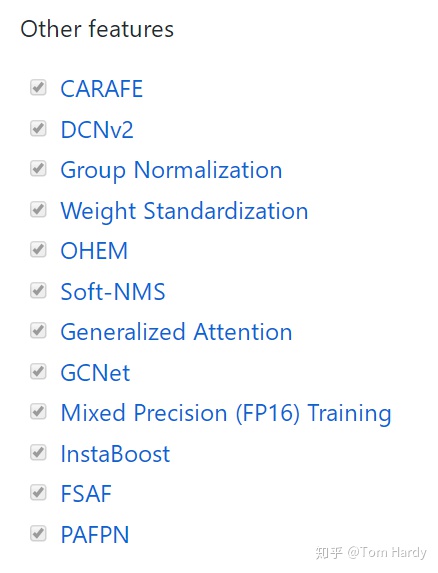 Other features
CARAFE
DCNv2
Group Normalization
Weight Standardization
OHEM
Soft-NMS
Generalized Attention
GCNet
Mixed Precision (FP16) Training
InstaBoost
FSAF
PAFPN
知乎 @Tom Hardy